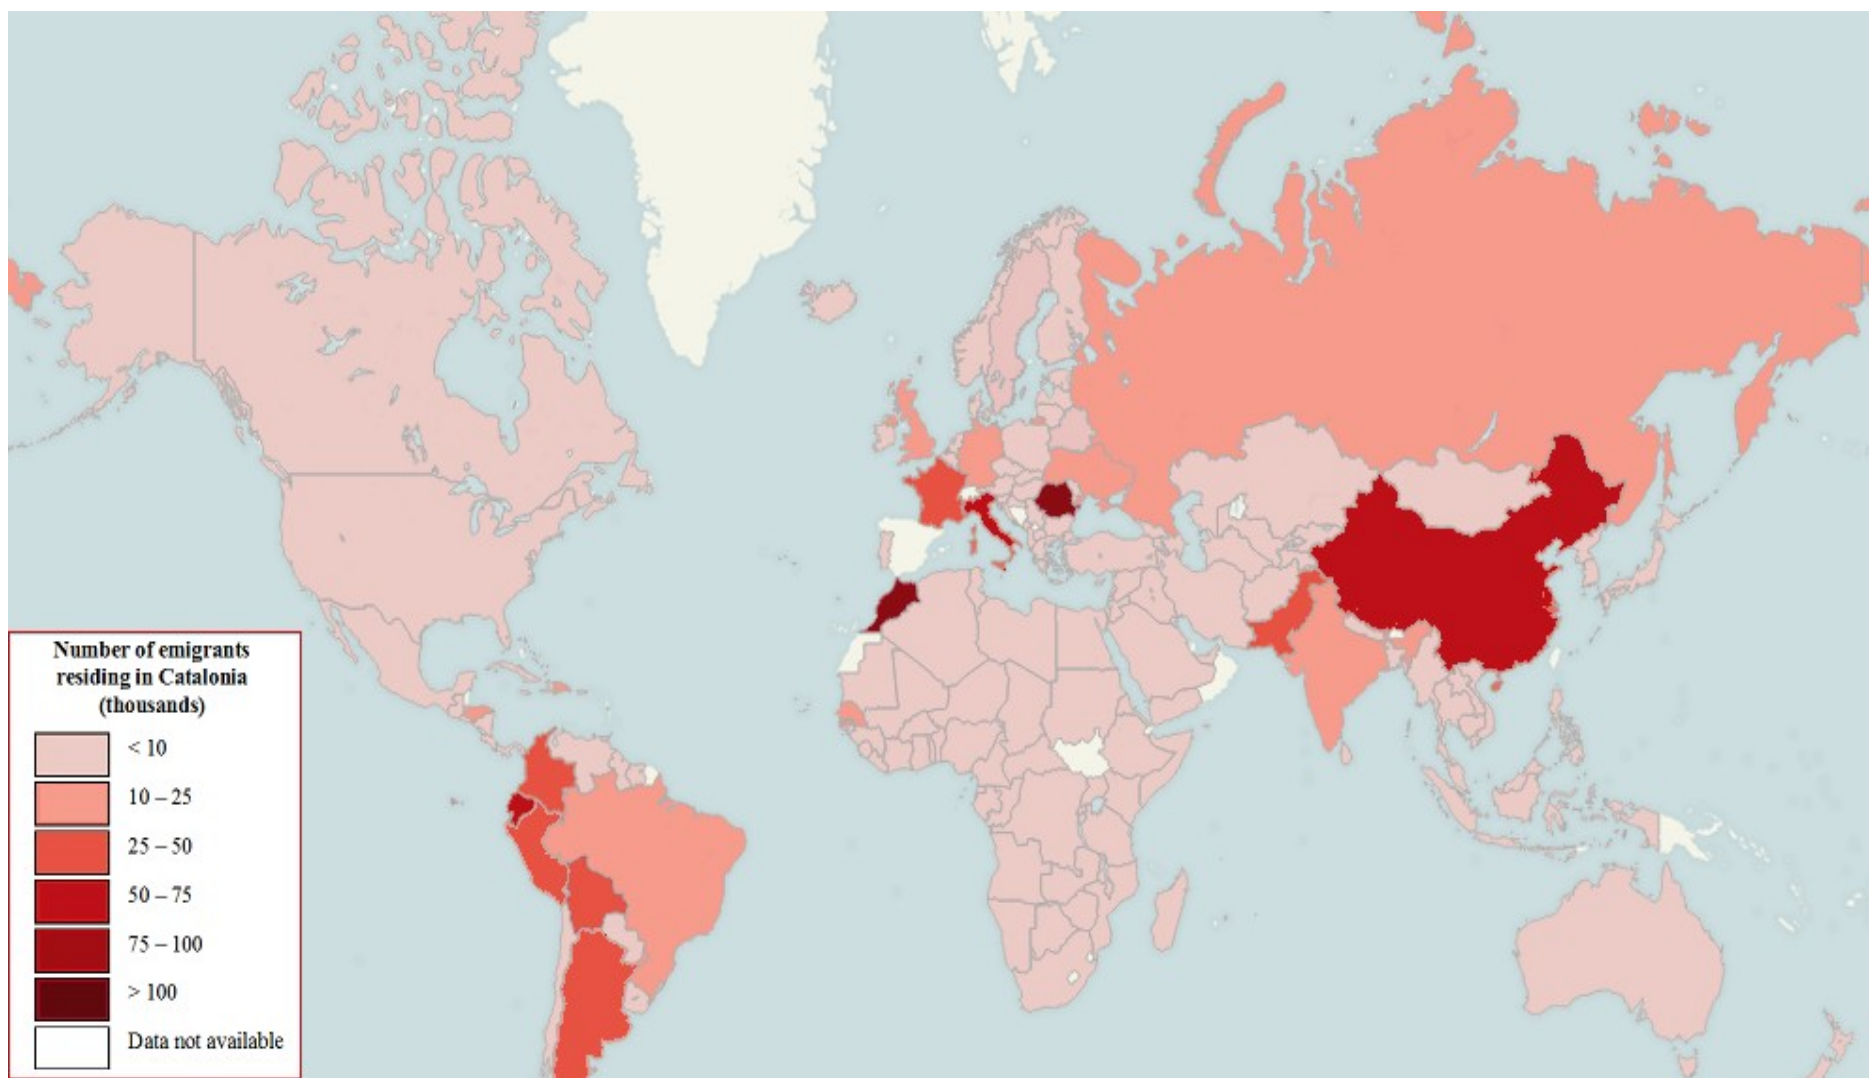 Number of emigrants
residing in Catalonia
(thousands)
< 10
10 – 25
25 – 50
50 – 75
75 – 100
> 100
Data not available